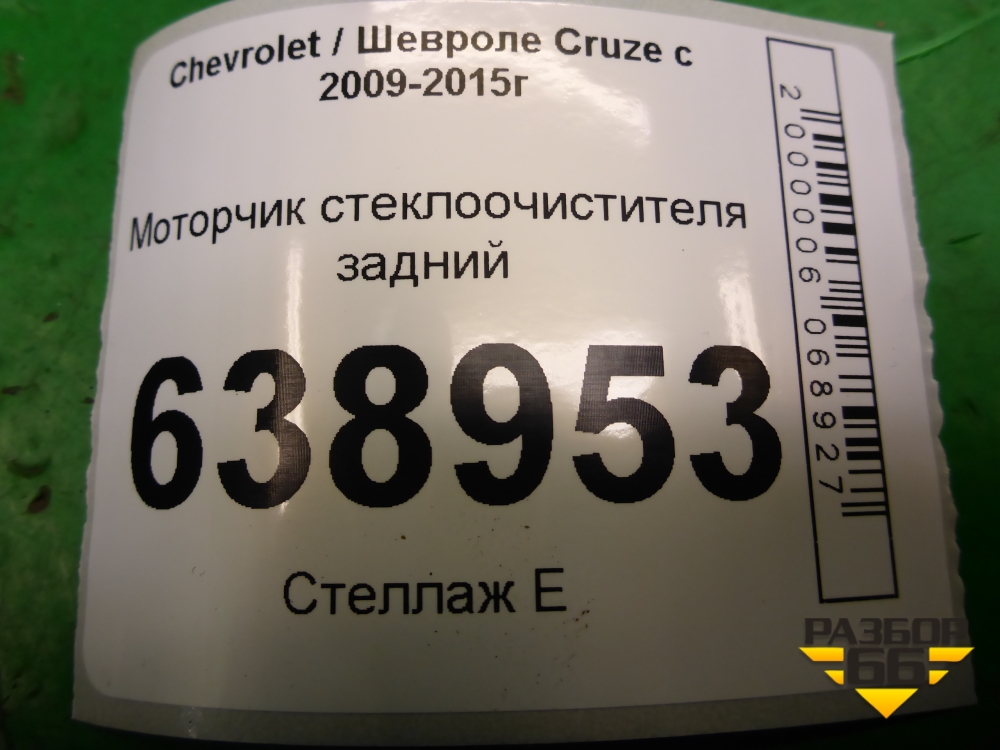 Chevrolet / Шевроле Cruze с
2009-2015г
Моторчик стеклоочистителя
задний
638953
Стеллаж Е
2000006068927
РАЗБОР
66